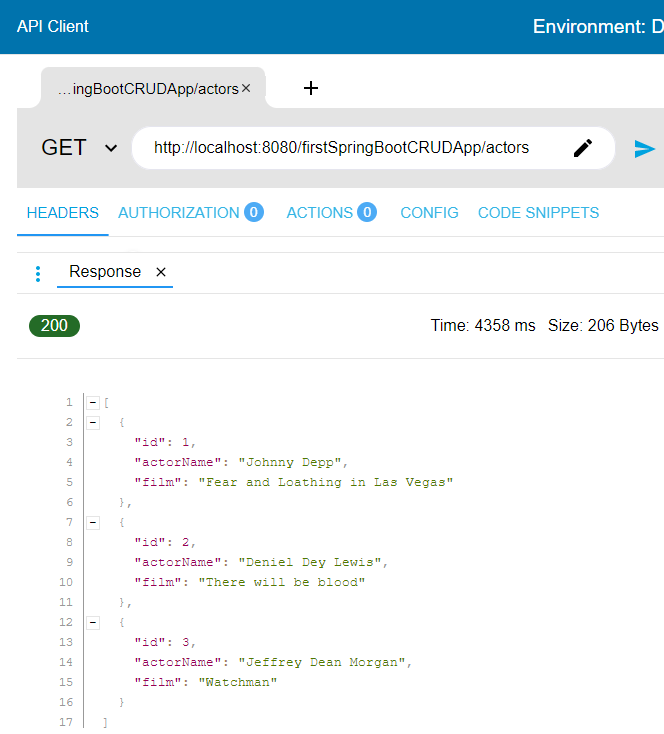 API Client Environment: D
...ingBootCRUDApp/actors × +
GET http://localhost:8080/firstSpringBootCRUDApp/actors
HEADERS AUTHORIZATION 0 ACTIONS 0 CONFIG CODE SNIPPETS
Response ×
200 Time: 4358 ms Size: 206 Bytes
1 - [
2 - {
3 "id": 1,
4 "actorName": "Johnny Depp",
5 "film": "Fear and Loathing in Las Vegas"
6 },
7 - {
8 "id": 2,
9 "actorName": "Deniel Dey Lewis",
10 "film": "There will be blood"
11 },
12 - {
13 "id": 3,
14 "actorName": "Jeffrey Dean Morgan",
15 "film": "Watchman"
16 }
17 ]